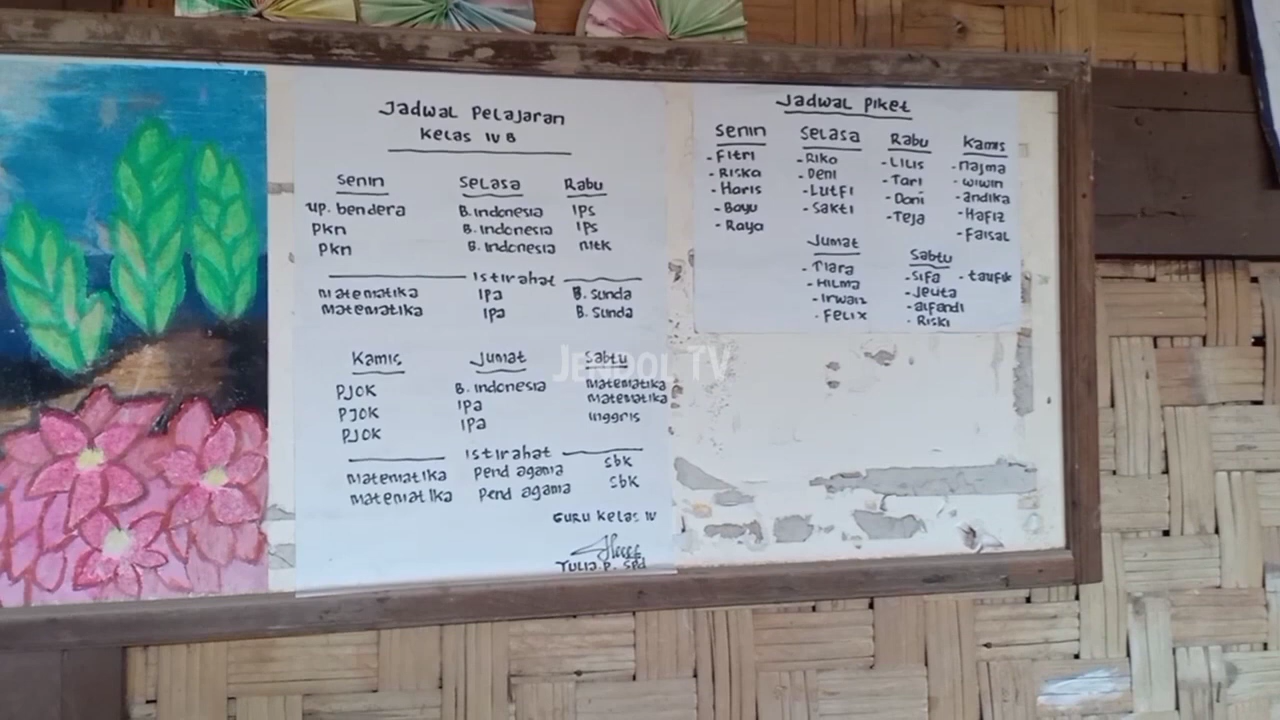 Jadwal Pelajaran
Kelas IV B
Senin Selasa Rabu
up. bendera B. Indonesia IPS
Pkn B. Indonesia IPS
Pkn B. Indonesia MTK
Istirahat
Matematika Ipa B. Sunda
Matematika Ipa B. Sunda
Kamis Jumat Sabtu
PJOK B. Indonesia Matematika
PJOK IPA Matematika
PJOK IPA Inggris
Istirahat
Matematika Pend agama SBK
Matematika Pend agama SBK
GURU Kelas IV
Jadwal Piket
Senin Selasa Rabu Kamis
- Fitri - Riko - Lilis - Najma
- Riska - Deni - Tari - wiwin
- Haris - Lutfi - Doni - andika
- Bayu - Sakti - Teja - Hafiz
- Raya - Faisal
Jumat Sabtu
- Tiara - Sifa - taufik
- Hilma - Jeuta
- Irwan - alfandi
- Felix - Riski
JENDOL TV